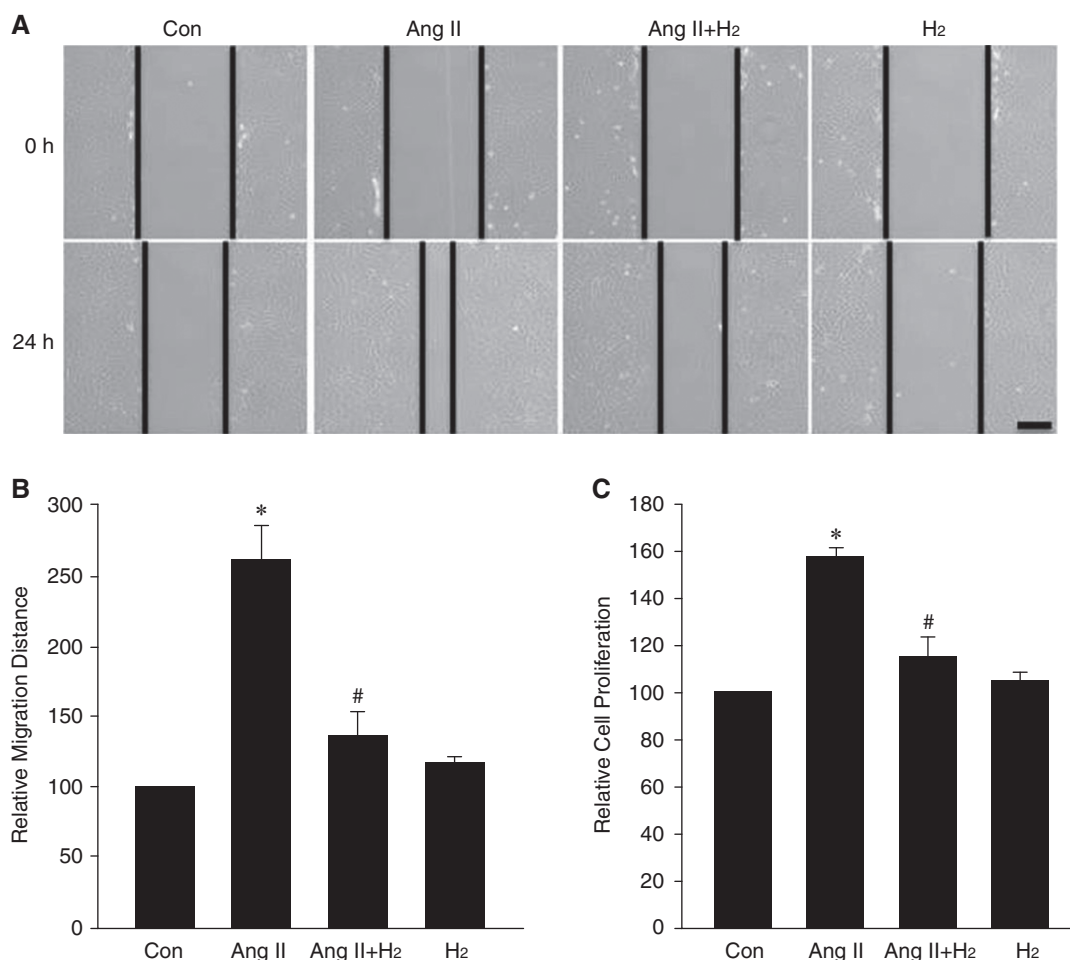 A
Con Ang II Ang II+H2 H2
0 h
24 h
B
Relative Migration Distance
300
250
200
150
100
50
0
*
#
Con Ang II Ang II+H2 H2
C
Relative Cell Proliferation
180
160
140
120
100
80
60
40
20
0
*
#
Con Ang II Ang II+H2 H2